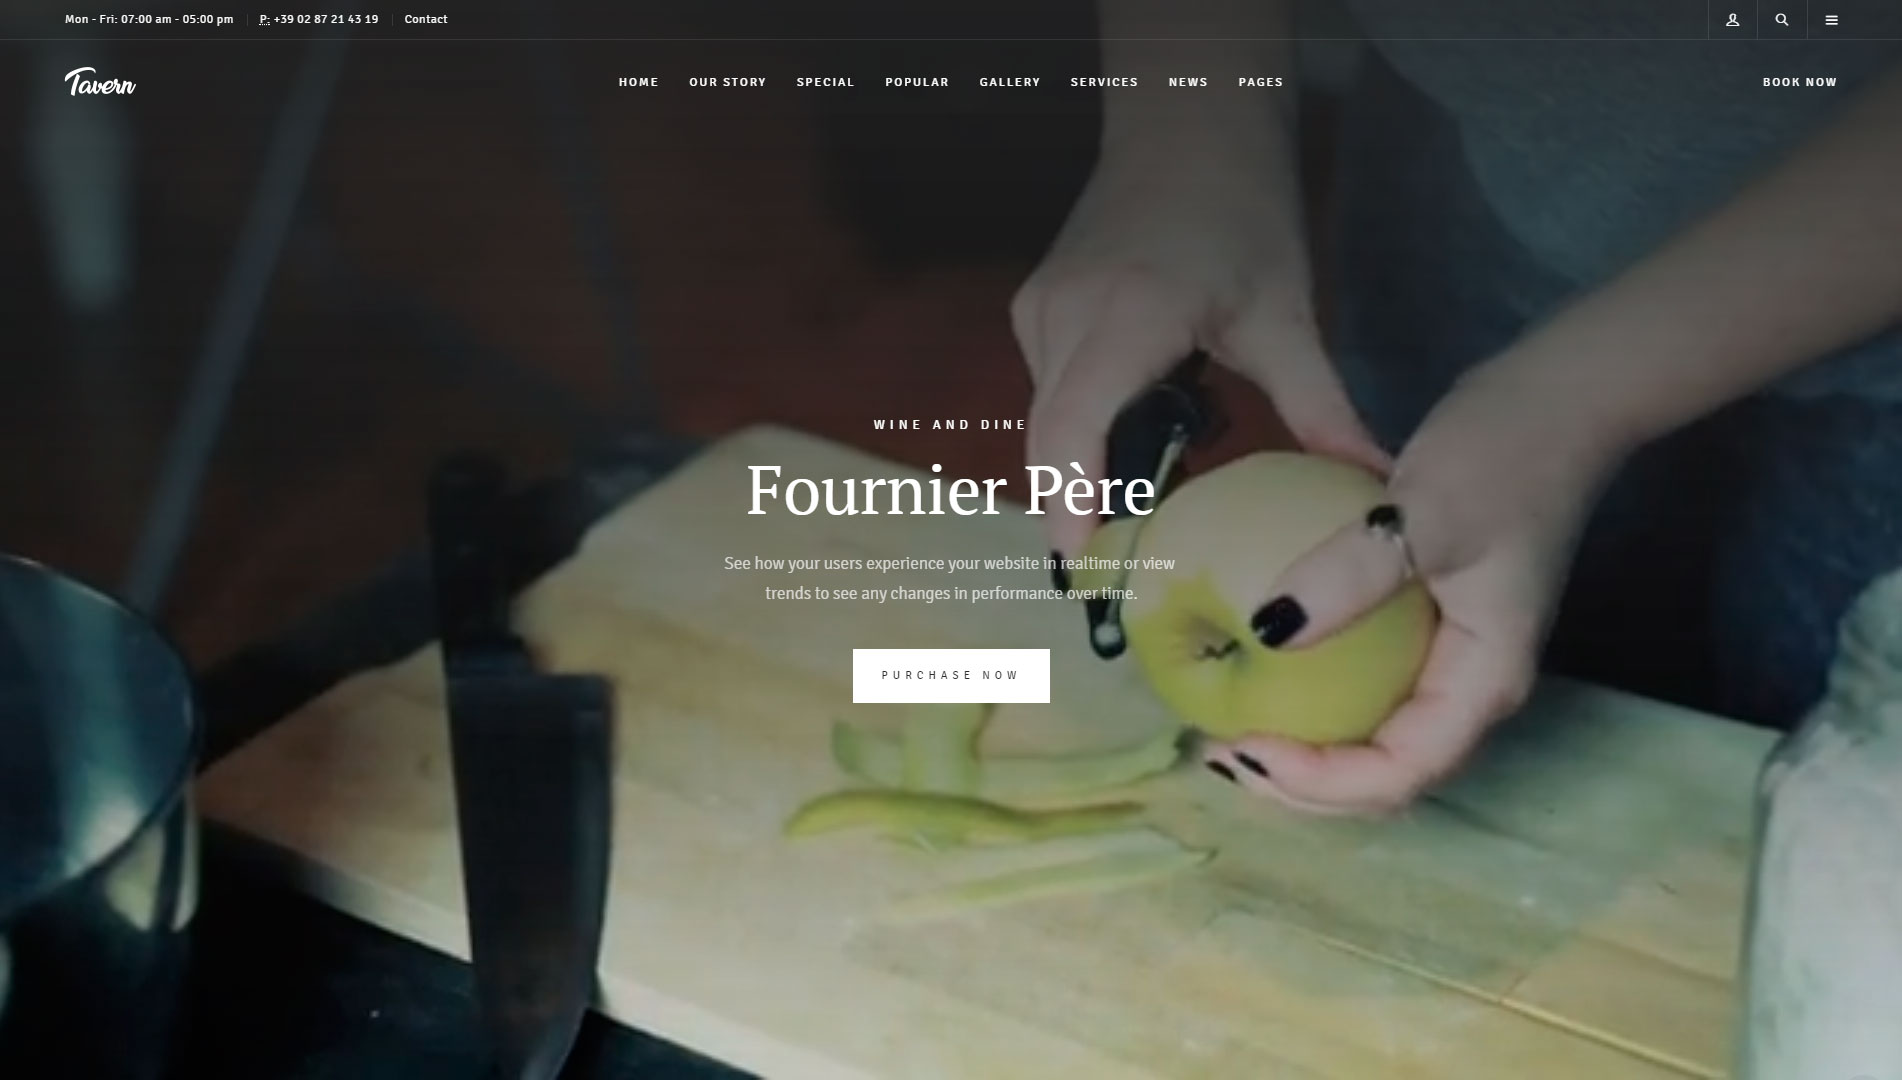 Mon - Fri: 07:00 am - 05:00 pm
P: +39 02 87 21 43 19
Contact
Tavern
HOME
OUR STORY
SPECIAL
POPULAR
GALLERY
SERVICES
NEWS
PAGES
BOOK NOW
WINE AND DINE
Fournier Père
See how your users experience your website in realtime or view
trends to see any changes in performance over time.
PURCHASE NOW